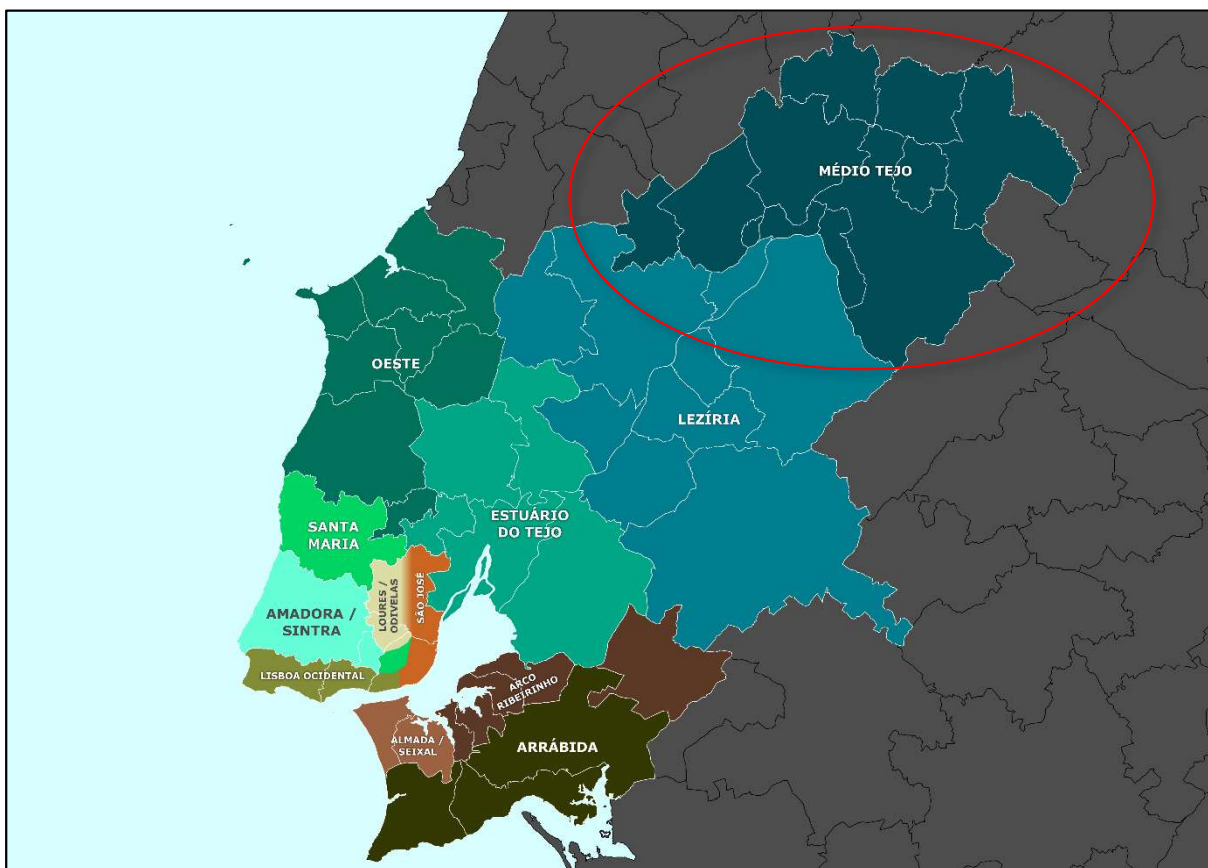 MÉDIO TEJO
OESTE
LEZÍRIA
ESTUÁRIO
DO TEJO
SANTA
MARIA
LOURES /
ODIVELAS
SÃO JOSÉ
AMADORA /
SINTRA
LISBOA OCIDENTAL
ARCO
RIBEIRINHO
ALMADA /
SEIXAL
ARRÁBIDA